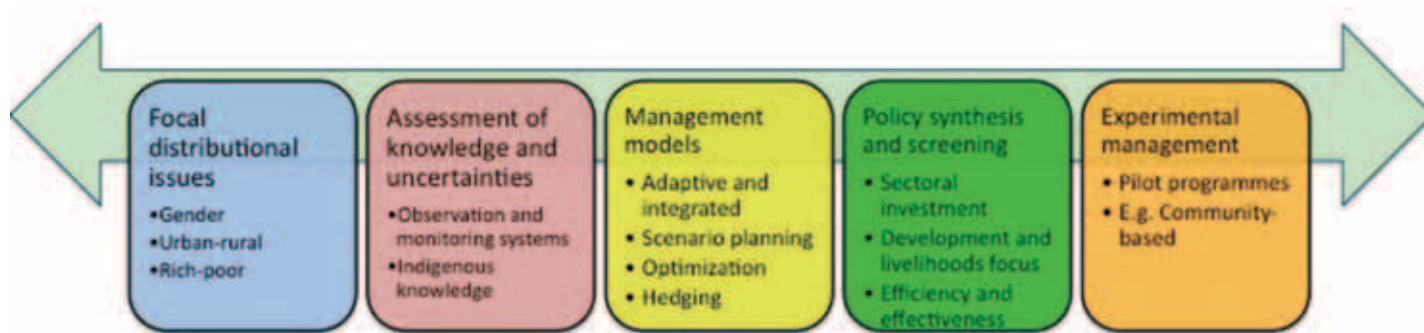 Focal
distributional
issues
•Gender
•Urban-rural
•Rich-poor
Assessment of
knowledge and
uncertainties
•Observation and
monitoring systems
•Indigenous
knowledge
Management
models
• Adaptive and
integrated
• Scenario planning
• Optimization
• Hedging
Policy synthesis
and screening
• Sectoral
investment
• Development and
livelihoods focus
• Efficiency and
effectiveness
Experimental
management
• Pilot programmes
• E.g. Community-
based